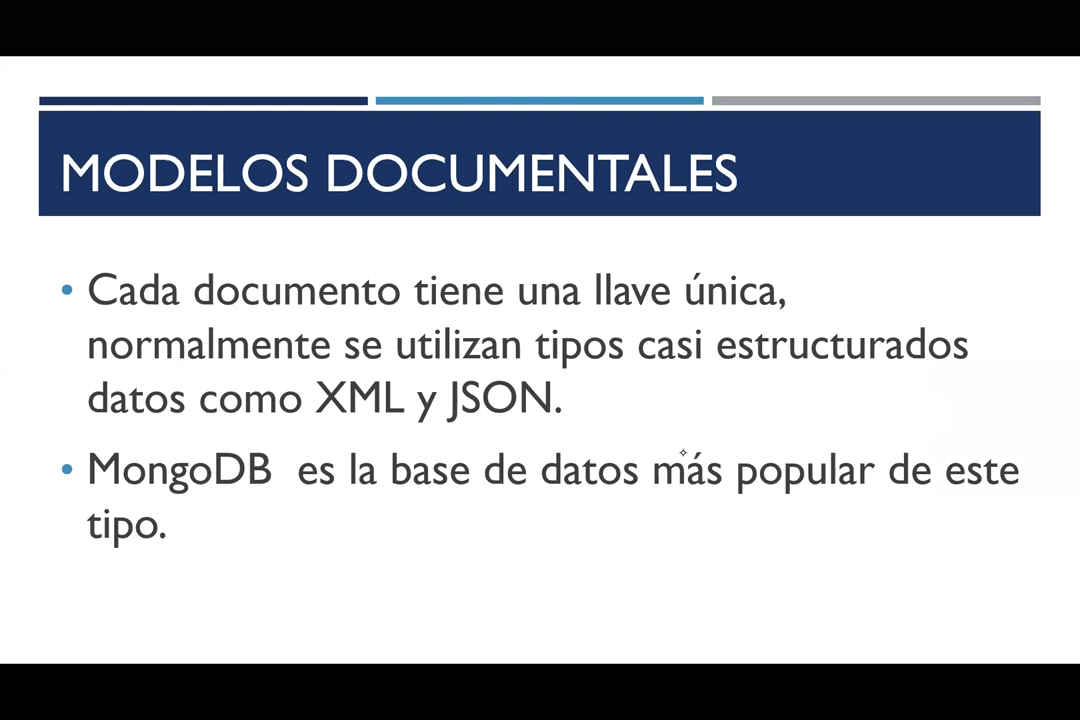 MODELOS DOCUMENTALES
• Cada documento tiene una llave única,
normalmente se utilizan tipos casi estructurados
datos como XML y JSON.
• MongoDB  es la base de datos más popular de este
tipo.